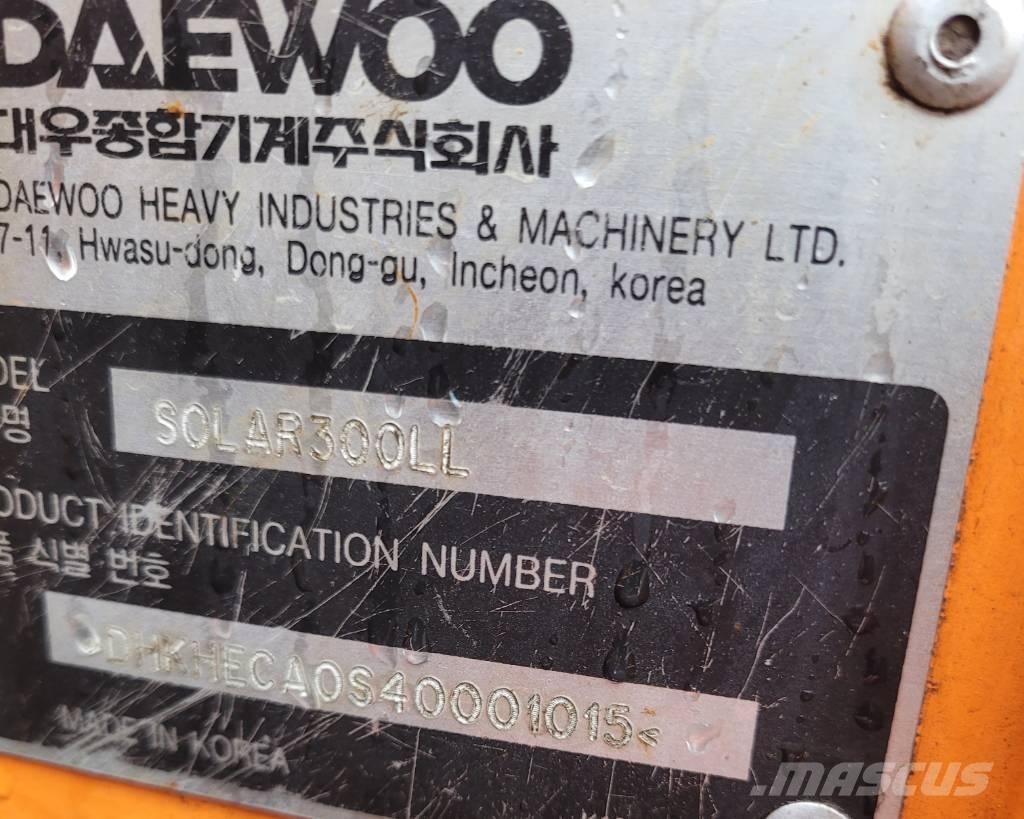 DAEWOO
대우종합기계주식회사
DAEWOO HEAVY INDUSTRIES & MACHINERY LTD.
7-11, Hwasu-dong, Dong-gu, Incheon, korea
DEL
명
SOLAR300LL
ODUCT IDENTIFICATION NUMBER
품 식별 번호
DHKHECA0S40001015<
MADE IN KOREA
MASCUS